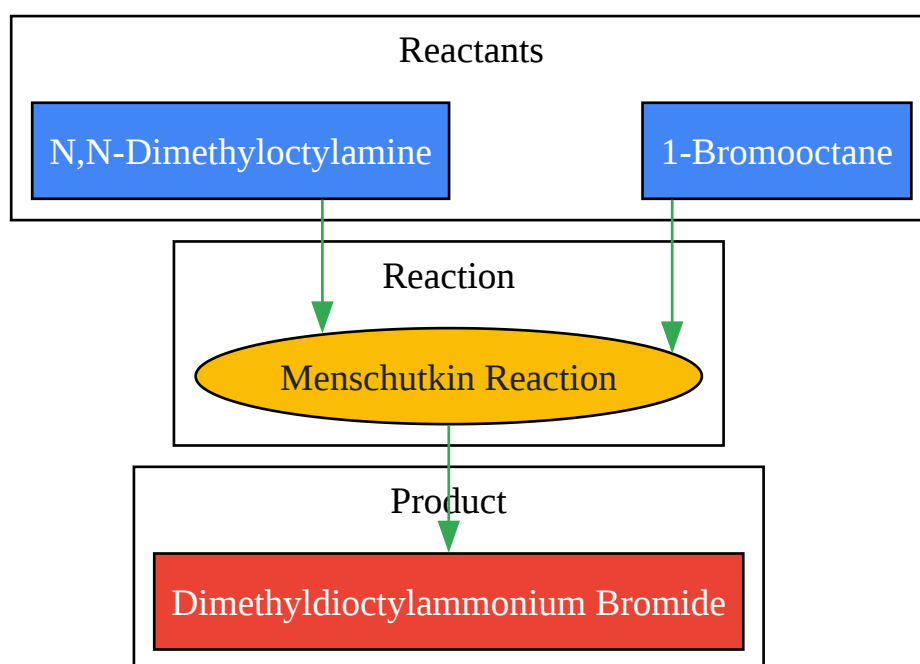 Reactants
N,N-Dimethyloctylamine
1-Bromooctane
Reaction
Menschutkin Reaction
Product
Dimethyldioctylammonium Bromide